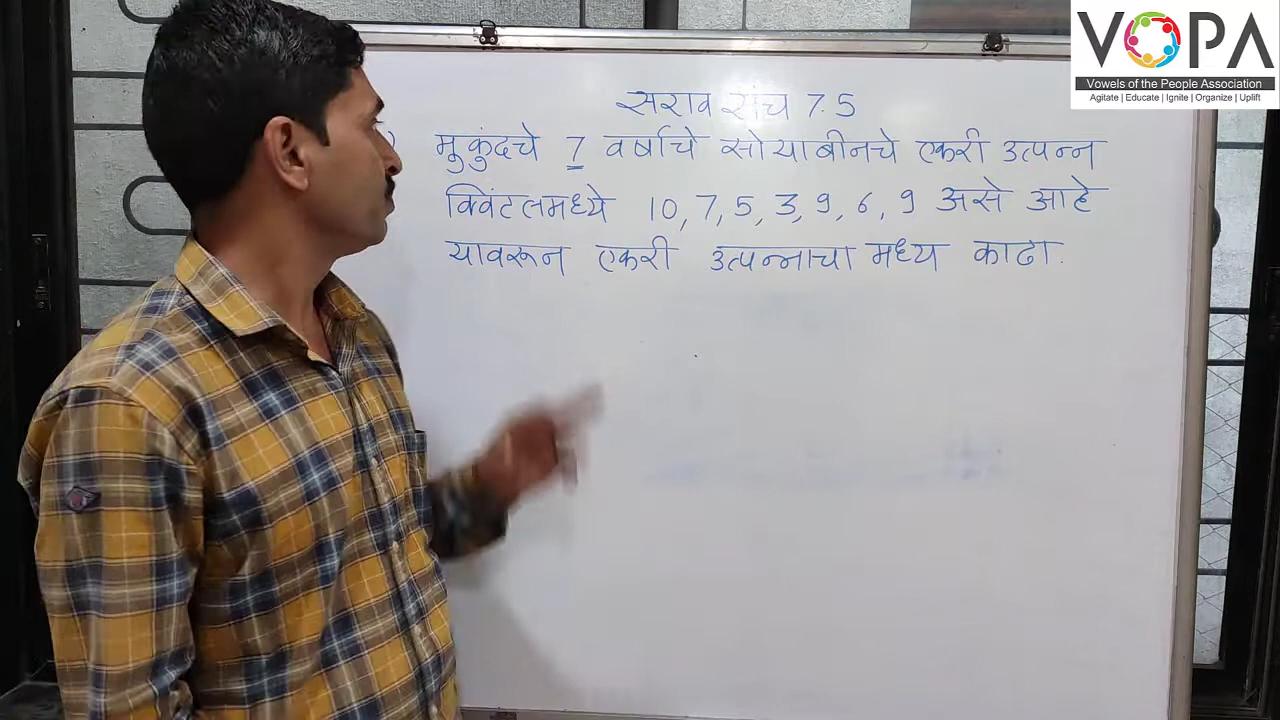 VOPA
Vowels of the People Association
Agitate | Educate | Ignite | Organize | Uplift
सराव संच 7.5
) मुकुंदचे 7 वर्षाचे सोयाबीनचे एकरी उत्पन्न
क्विंटलमध्ये 10, 7, 5, 3, 9, 6, 9 असे आहे
यावरून एकरी उत्पन्नाचा मध्य काढा.